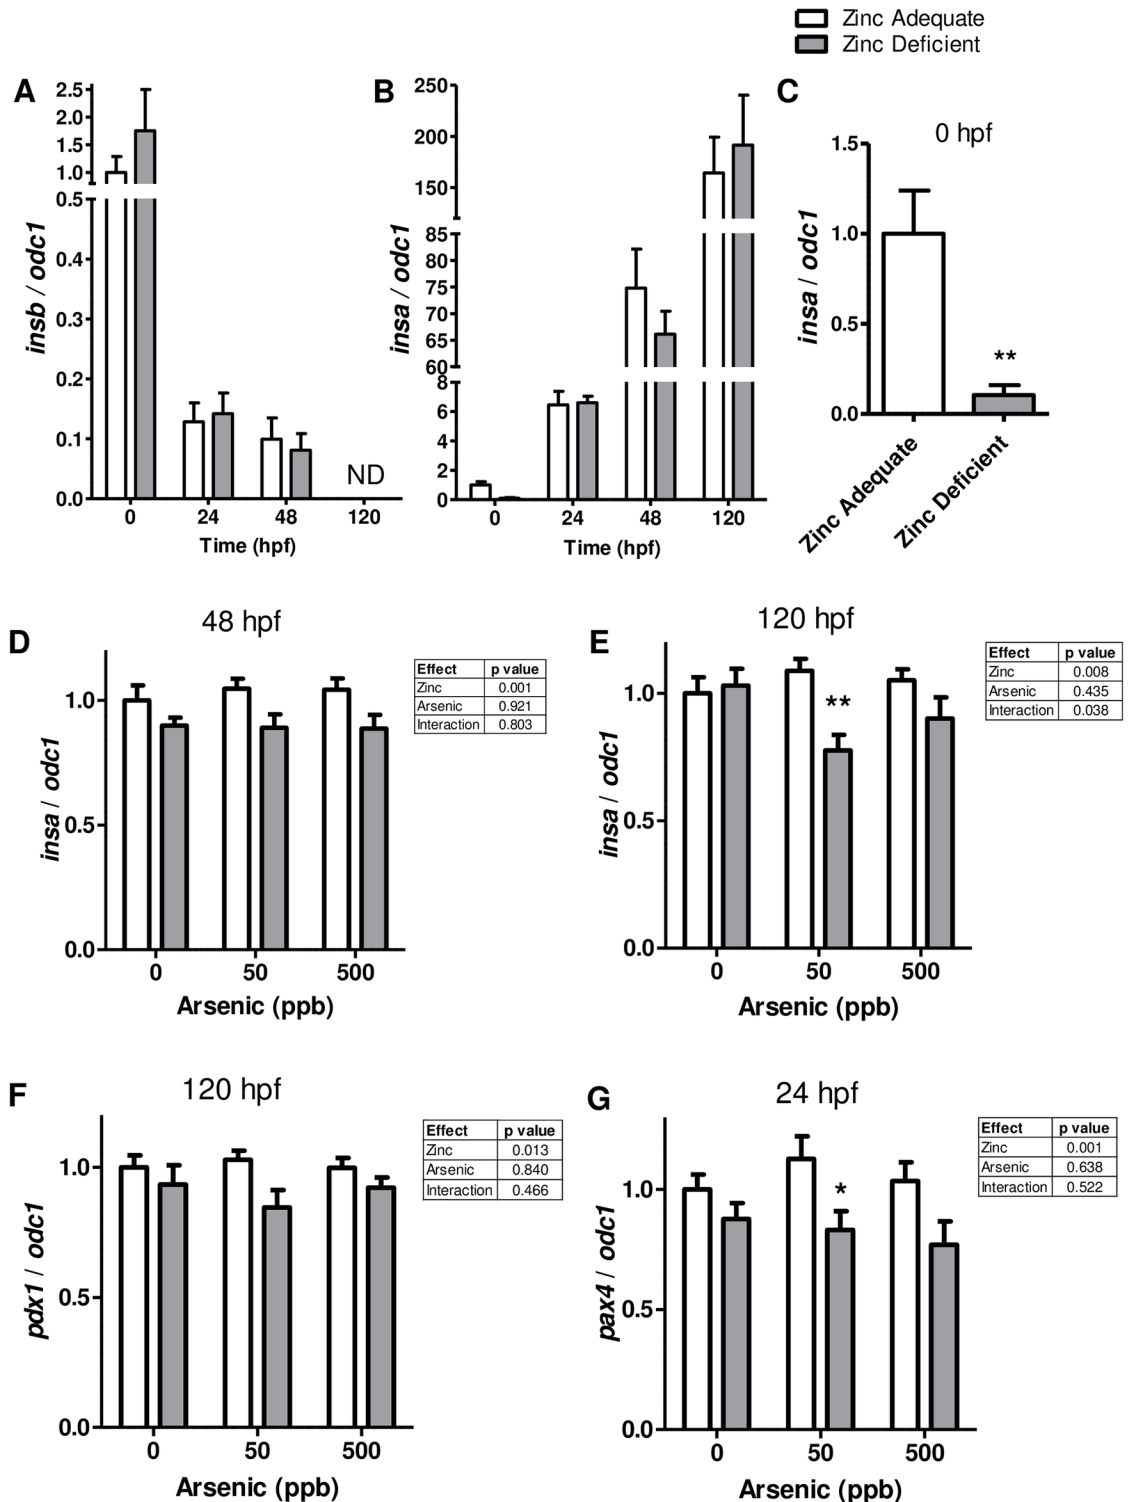 Zinc Adequate
Zinc Deficient
A
2.5
2.0
1.5
1.0
0.5
0.4
0.3
0.2
0.1
0.0
insb / odc1
ND
0 24 48 120
Time (hpf)
B
250
200
150
85
80
75
70
65
60
8
6
4
2
0
insa / odc1
0 24 48 120
Time (hpf)
C
0 hpf
1.5
1.0
0.5
0.0
insa / odc1
**
Zinc Adequate
Zinc Deficient
D
48 hpf
1.0
0.5
0.0
insa / odc1
0 50 500
Arsenic (ppb)
Effect p value
Zinc 0.001
Arsenic 0.921
Interaction 0.803
E
120 hpf
1.0
0.5
0.0
insa / odc1
**
0 50 500
Arsenic (ppb)
Effect p value
Zinc 0.008
Arsenic 0.435
Interaction 0.038
F
120 hpf
1.0
0.5
0.0
pdx1 / odc1
0 50 500
Arsenic (ppb)
Effect p value
Zinc 0.013
Arsenic 0.840
Interaction 0.466
G
24 hpf
1.0
0.5
0.0
pax4 / odc1
*
0 50 500
Arsenic (ppb)
Effect p value
Zinc 0.001
Arsenic 0.638
Interaction 0.522